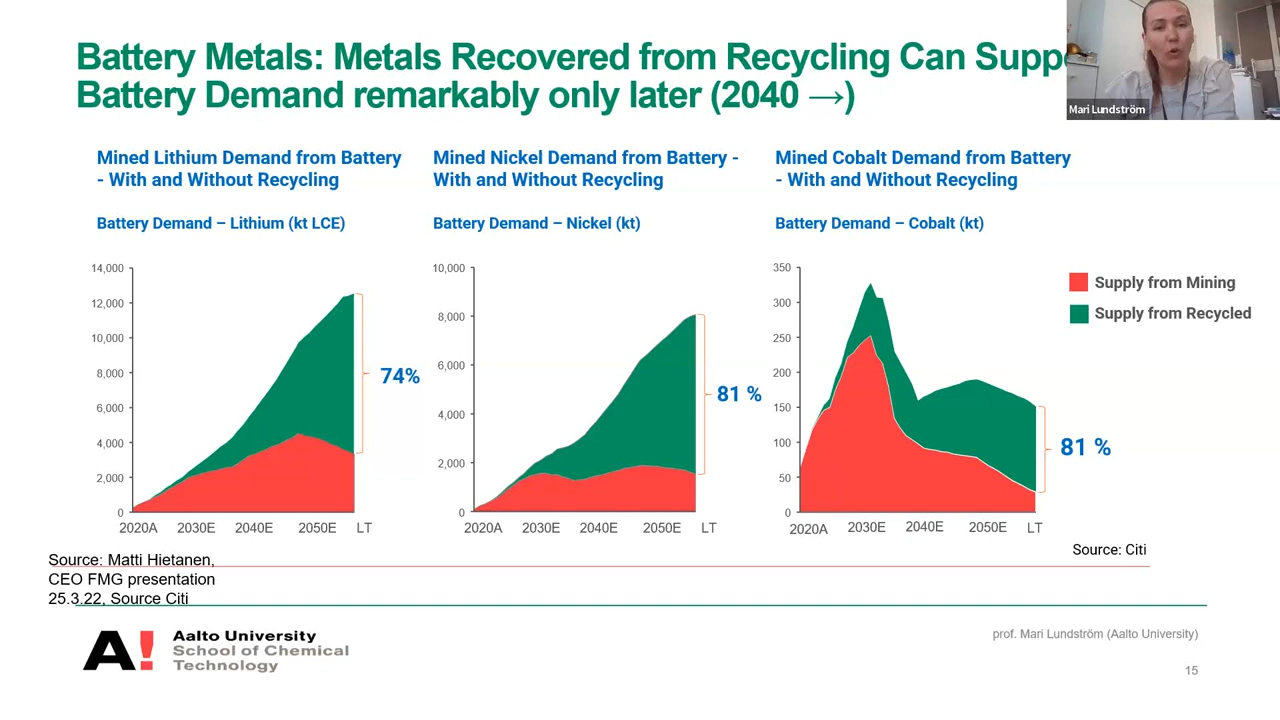 Battery Metals: Metals Recovered from Recycling Can
Battery Demand remarkably only later (2040 →)
Mari Lundström
Mined Lithium Demand from Battery
- With and Without Recycling
Battery Demand – Lithium (kt LCE)
14,000
12,000
10,000
8,000
6,000
4,000
2,000
0
2020A 2030E 2040E 2050E LT
74%
Mined Nickel Demand from Battery -
With and Without Recycling
Battery Demand – Nickel (kt)
10,000
8,000
6,000
4,000
2,000
0
2020A 2030E 2040E 2050E LT
81 %
Mined Cobalt Demand from Battery
- With and Without Recycling
Battery Demand – Cobalt (kt)
350
300
250
200
150
100
50
0
2020A 2030E 2040E 2050E LT
81 %
Supply from Mining
Supply from Recycled
Source: Citi
Source: Matti Hietanen,
CEO FMG presentation
25.3.22, Source Citi
A! Aalto University
School of Chemical
Technology
prof. Mari Lundström (Aalto University)
15